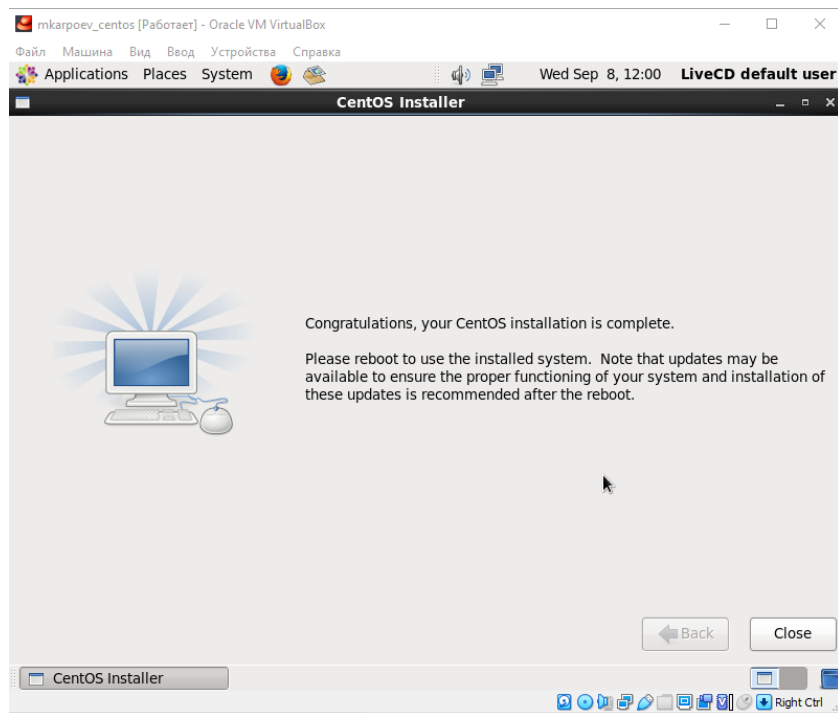 mkarpoev_centos [Работает] - Oracle VM VirtualBox
Файл Машина Вид Ввод Устройства Справка
Applications Places System Wed Sep 8, 12:00 LiveCD default user
CentOS Installer
Congratulations, your CentOS installation is complete.
Please reboot to use the installed system. Note that updates may be
available to ensure the proper functioning of your system and installation of
these updates is recommended after the reboot.
Back Close
CentOS Installer
Right Ctrl